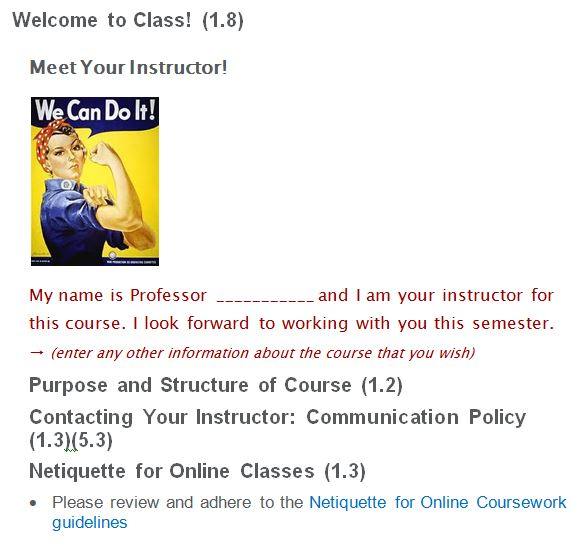 Welcome to Class! (1.8)
Meet Your Instructor!
We Can Do It!
My name is Professor ___________ and I am your instructor for
this course. I look forward to working with you this semester.
→ (enter any other information about the course that you wish)
Purpose and Structure of Course (1.2)
Contacting Your Instructor: Communication Policy
(1.3)(5.3)
Netiquette for Online Classes (1.3)
• Please review and adhere to the Netiquette for Online Coursework
guidelines